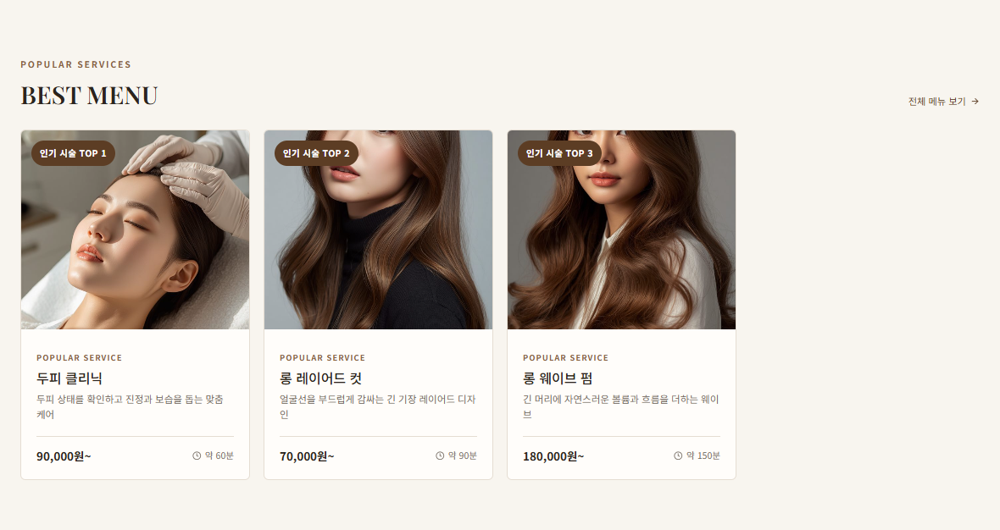 POPULAR SERVICES
BEST MENU
전체 메뉴 보기 →
인기 시술 TOP 1
POPULAR SERVICE
두피 클리닉
두피 상태를 확인하고 진정과 보습을 돕는 맞춤
케어
90,000원~
약 60분
인기 시술 TOP 2
POPULAR SERVICE
롱 레이어드 컷
얼굴선을 부드럽게 감싸는 긴 기장 레이어드 디자
인
70,000원~
약 90분
인기 시술 TOP 3
POPULAR SERVICE
롱 웨이브 펌
긴 머리에 자연스러운 볼륨과 흐름을 더하는 웨이
브
180,000원~
약 150분